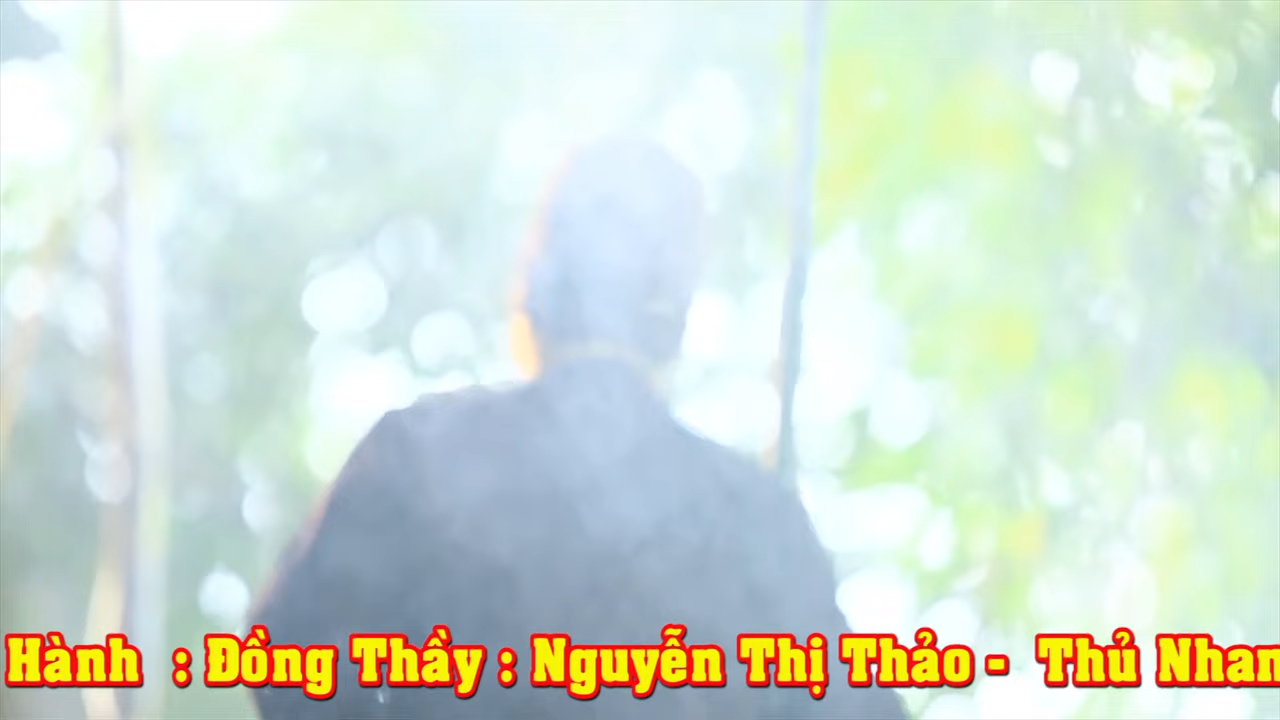 Hành : Đồng Thầy : Nguyễn Thị Thảo - Thủ Nhan